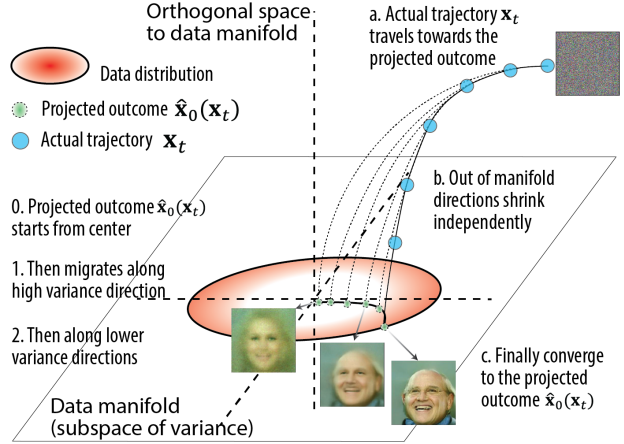 Orthogonal space
to data manifold
a. Actual trajectory 𝐱ₜ
travels towards the
projected outcome
Data distribution
Projected outcome 𝐱̂₀(𝐱ₜ)
Actual trajectory 𝐱ₜ
b. Out of manifold
directions shrink
independently
0. Projected outcome 𝐱̂₀(𝐱ₜ)
starts from center
1. Then migrates along
high variance direction
2. Then along lower
variance directions
c. Finally converge
to the projected
outcome 𝐱̂₀(𝐱ₜ)
Data manifold
(subspace of variance)